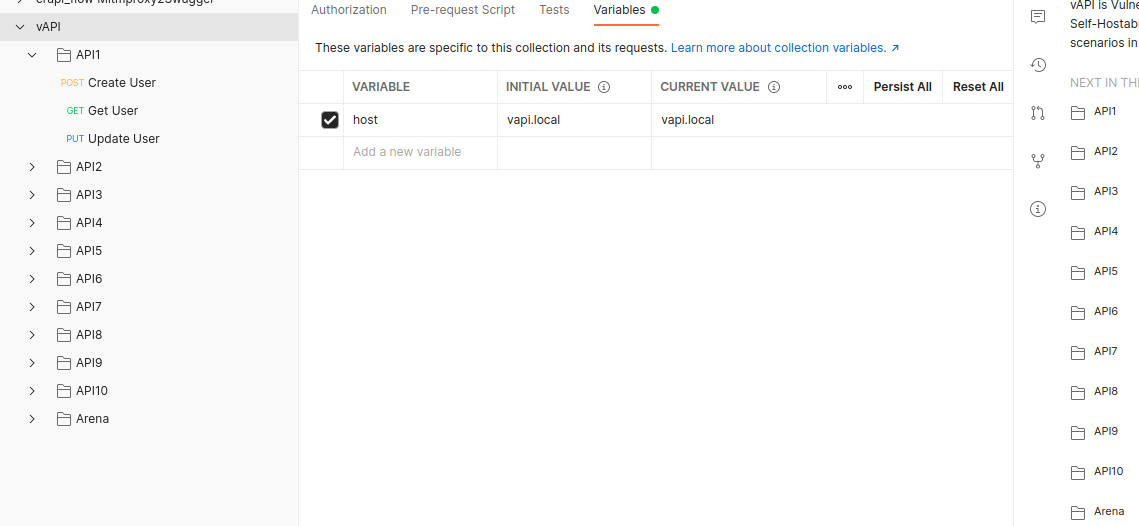 crapi_flow Mitmproxy2Swagger
vAPI
API1
POST Create User
GET Get User
PUT Update User
API2
API3
API4
API5
API6
API7
API8
API9
API10
Arena
Authorization Pre-request Script Tests Variables
These variables are specific to this collection and its requests. Learn more about collection variables. ↗
VARIABLE INITIAL VALUE CURRENT VALUE Persist All Reset All
host vapi.local vapi.local
Add a new variable
vAPI is Vulne
Self-Hostabl
scenarios in
NEXT IN THI
API1
API2
API3
API4
API5
API6
API7
API8
API9
API10
Arena